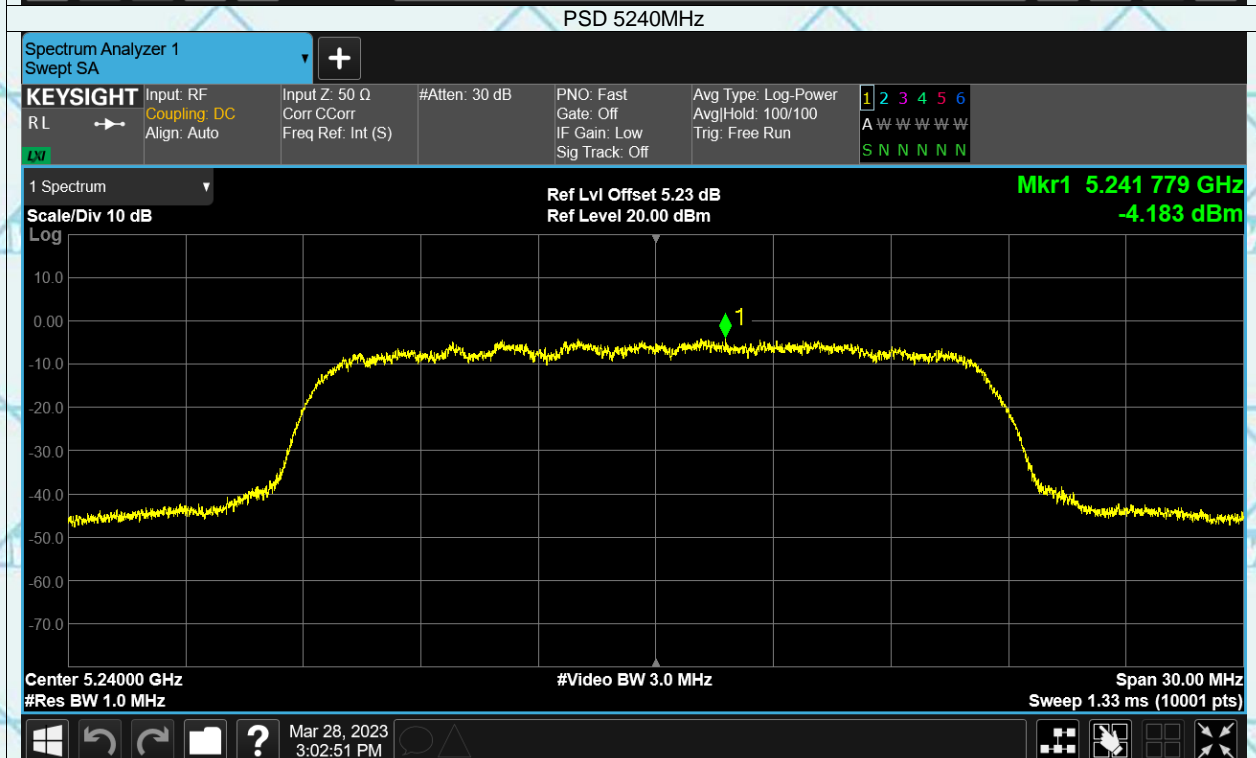 PSD 5240MHz
Spectrum Analyzer 1
Swept SA
KEYSIGHT
R L
LXI
Input: RF
Coupling: DC
Align: Auto
Input Z: 50 Ω
Corr CCorr
Freq Ref: Int (S)
#Atten: 30 dB
PNO: Fast
Gate: Off
IF Gain: Low
Sig Track: Off
Avg Type: Log-Power
Avg|Hold: 100/100
Trig: Free Run
1 2 3 4 5 6
A W W W W W
S N N N N N
1 Spectrum
Scale/Div 10 dB
Log
Ref Lvl Offset 5.23 dB
Ref Level 20.00 dBm
Mkr1 5.241 779 GHz
-4.183 dBm
10.0
0.00
1
-10.0
-20.0
-30.0
-40.0
-50.0
-60.0
-70.0
Center 5.24000 GHz
#Video BW 3.0 MHz
Span 30.00 MHz
#Res BW 1.0 MHz
Sweep 1.33 ms (10001 pts)
?
Mar 28, 2023
3:02:51 PM